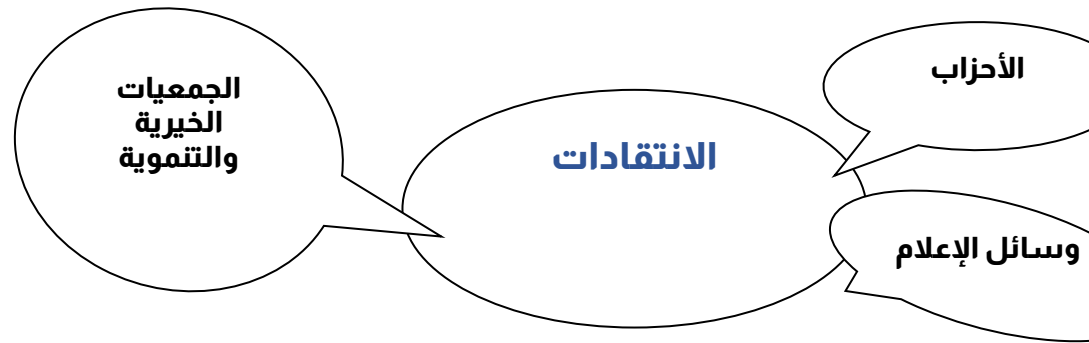 الأحزاب
الانتقادات
الجمعيات
الخيرية
والتنموية
وسائل الإعلام